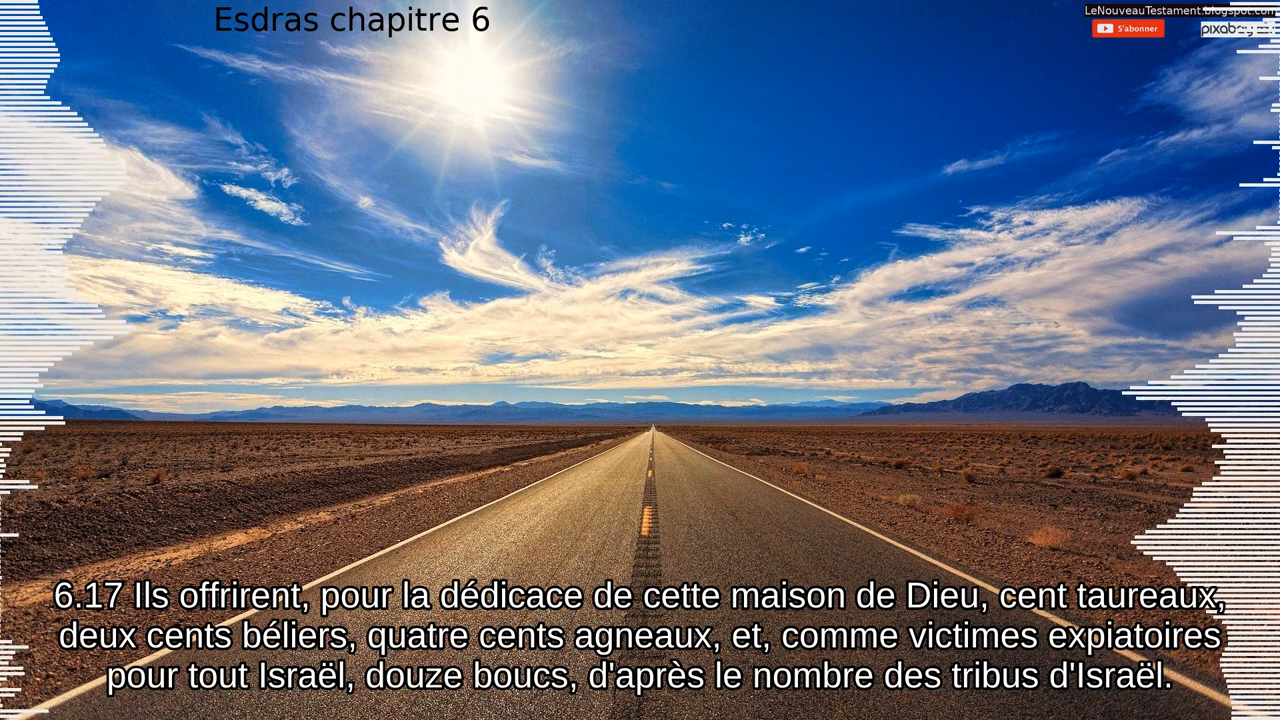 Esdras chapitre 6
LeNouveauTestament.blogspot.com
S'abonner
pixabay
6.17 Ils offrirent, pour la dédicace de cette maison de Dieu, cent taureaux,
deux cents béliers, quatre cents agneaux, et, comme victimes expiatoires
pour tout Israël, douze boucs, d'après le nombre des tribus d'Israël.